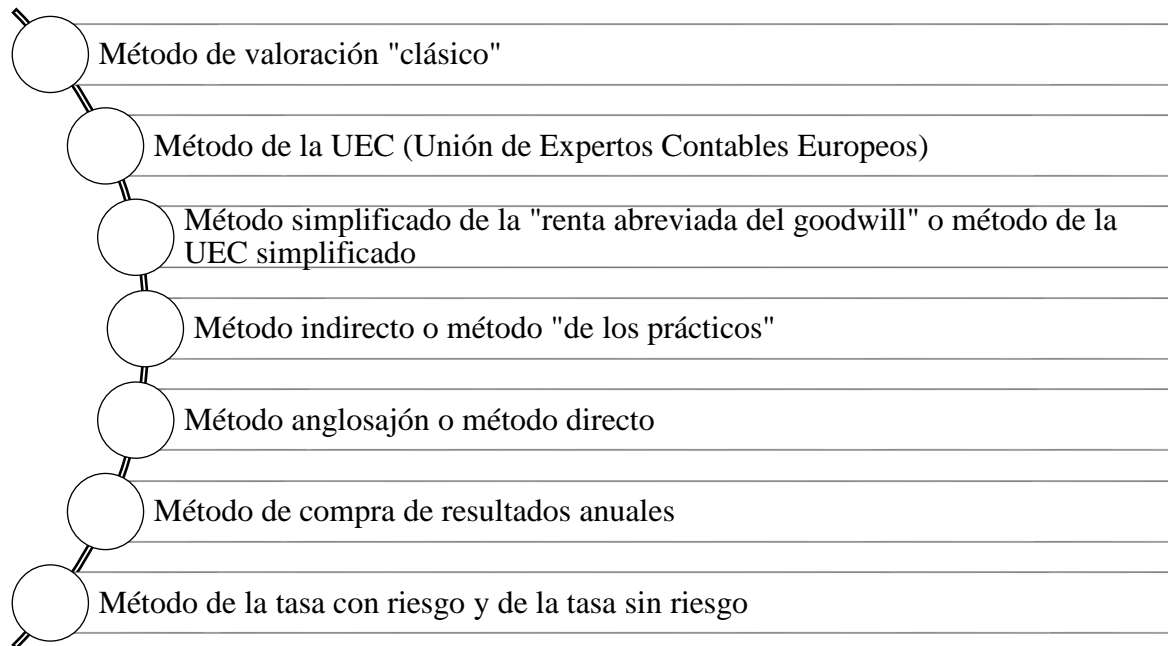 Método de valoración "clásico"
Método de la UEC (Unión de Expertos Contables Europeos)
Método simplificado de la "renta abreviada del goodwill" o método de la
UEC simplificado
Método indirecto o método "de los prácticos"
Método anglosajón o método directo
Método de compra de resultados anuales
Método de la tasa con riesgo y de la tasa sin riesgo